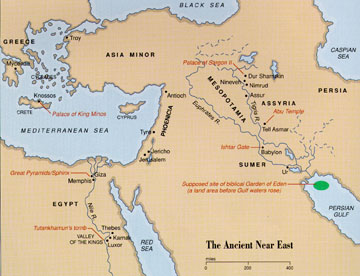 BLACK SEA
CASPIAN
SEA
GREECE
Troy
ASIA MINOR
Mycenae
CYCLADES
Knossos
CRETE
Palace of King Minos
CYPRUS
MEDITERRANEAN SEA
Antioch
PHOENICIA
Tyre
Jericho
Jerusalem
Palace of Sargon II
Dur Sharrukin
Nineveh
Nimrud
Assur
MESOPOTAMIA
ASSYRIA
Tigris R.
Euphrates R.
Abu Temple
Tell Asmar
Ishtar Gate
Babylon
SUMER
Ur
Supposed site of biblical Garden of Eden
(a land area before Gulf waters rose)
PERSIAN
GULF
Great Pyramids/Sphinx
Giza
Memphis
EGYPT
Nile R.
Tutankhamun's tomb
Thebes
VALLEY
OF THE KINGS
Karnak
Luxor
RED
SEA
The Ancient Near East
miles